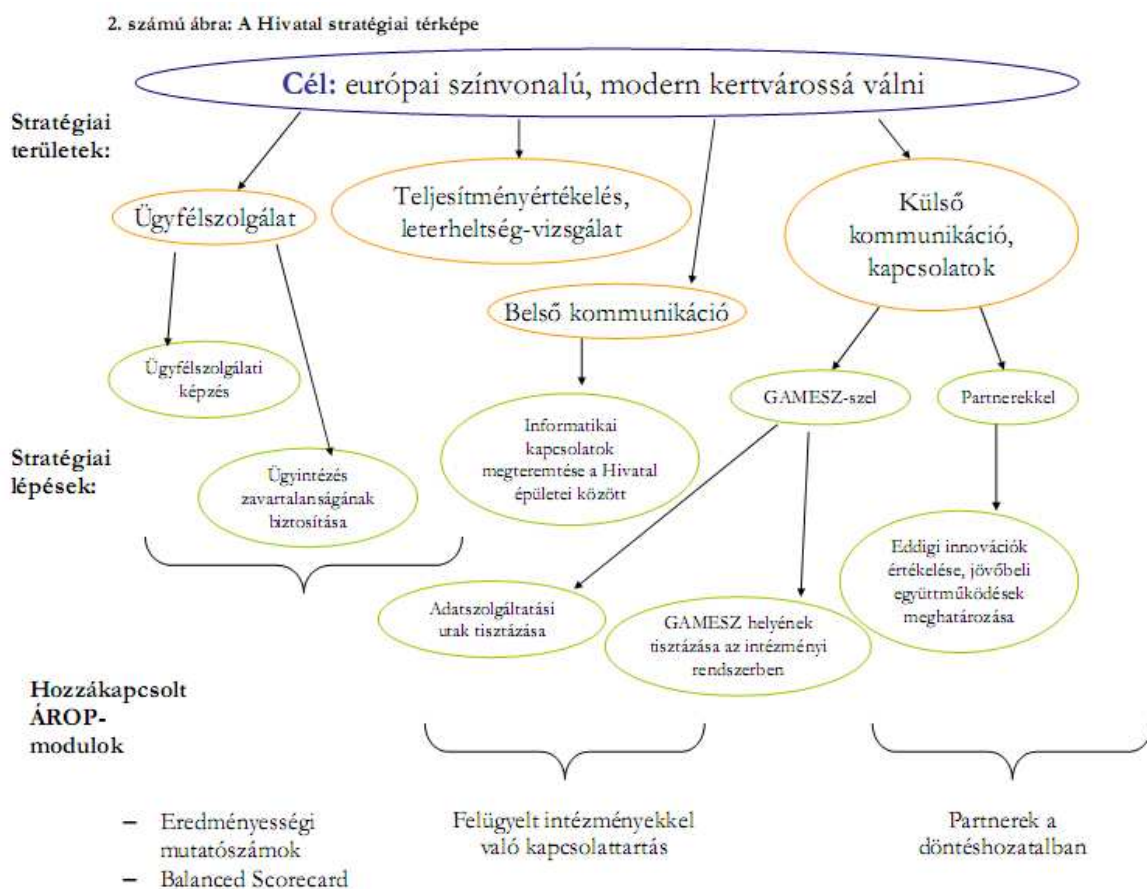 2. számú ábra: A Hivatal stratégiai térképe
Cél: európai színvonalú, modern kertvárossá válni
Stratégiai
területek:
Ügyfélszolgálat
Teljesítményértékelés,
leterheltség-vizsgálat
Külső
kommunikáció,
kapcsolatok
Belső kommunikáció
Ügyfélszolgálati
képzés
GAMESZ-szel
Partnerekkel
Stratégiai
lépések:
Ügyintézés
zavartalanságának
biztosítása
Informatikai
kapcsolatok
megteremtése a Hivatal
épületei között
Eddigi innovációk
értékelése, jövőbeli
együttműködések
meghatározása
Adatszolgáltatási
utak tisztázása
GAMESZ helyének
tisztázása az intézményi
rendszerben
Hozzákapcsolt
ÁROP-
modulok
– Eredményességi
mutatószámok
– Balanced Scorecard
Felügyelt intézményekkel
való kapcsolattartás
Partnerek a
döntéshozatalban